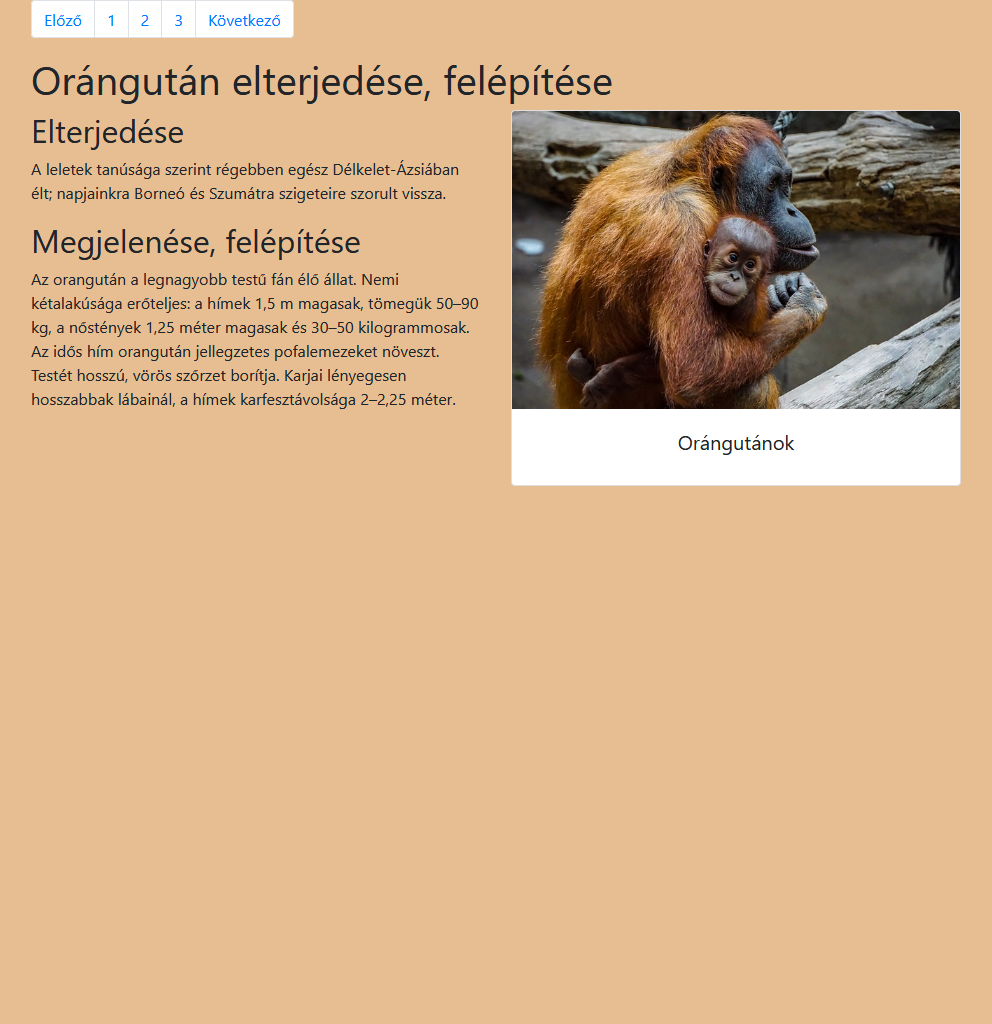 Előző 1 2 3 Következő
Orángután elterjedése, felépítése
Elterjedése
A leletek tanúsága szerint régebben egész Délkelet-Ázsiában
élt; napjainkra Borneó és Szumátra szigeteire szorult vissza.
Megjelenése, felépítése
Az orangután a legnagyobb testű fán élő állat. Nemi
kétalakúsága erőteljes: a hímek 1,5 m magasak, tömegük 50–90
kg, a nőstények 1,25 méter magasak és 30–50 kilogrammosak.
Az idős hím orangután jellegzetes pofalemezeket növeszt.
Testét hosszú, vörös szőrzet borítja. Karjai lényegesen
hosszabbak lábainál, a hímek karfesztávolsága 2–2,25 méter.
Orángutánok